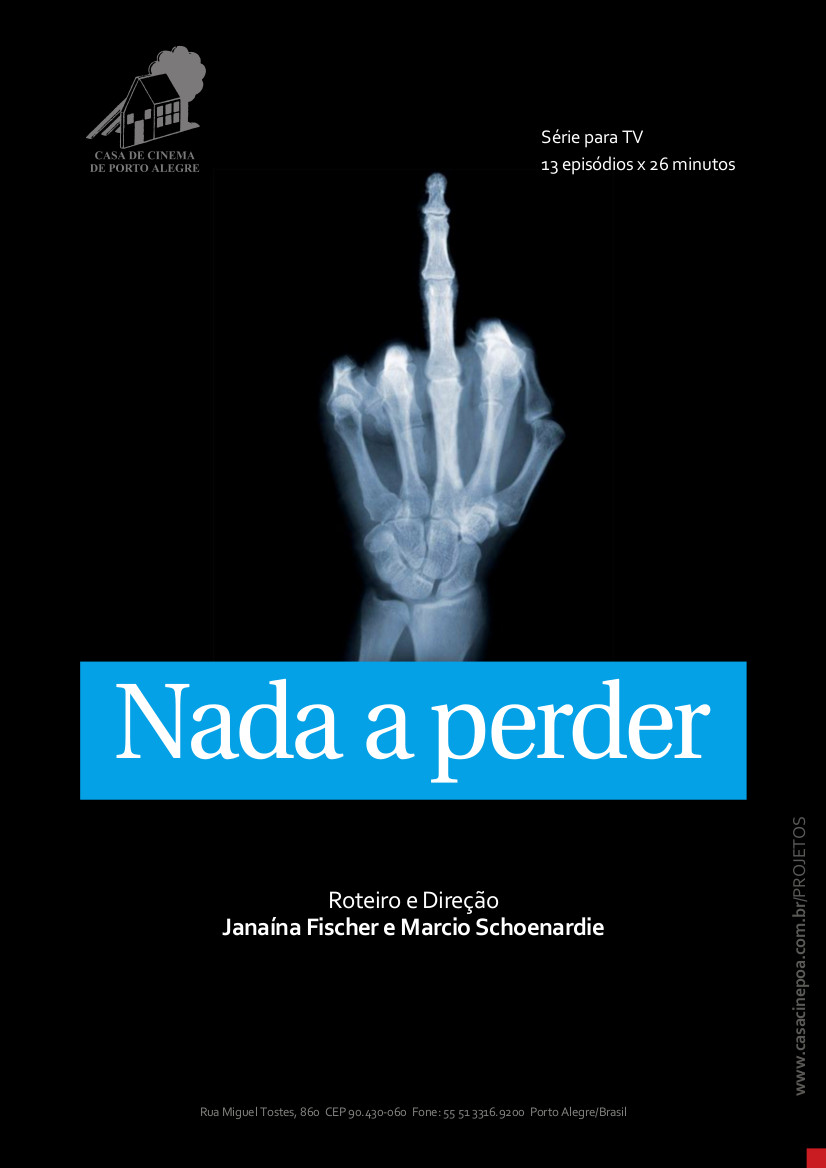 CASA DE CINEMA
DE PORTO ALEGRE
Série para TV
13 episódios x 26 minutos
Nada a perder
Roteiro e Direção
Janaína Fischer e Marcio Schoenardie
www.casacinepoa.com.br/PROJETOS
Rua Miguel Tostes, 860 CEP 90.430-060 Fone: 55 51 3316.9200 Porto Alegre/Brasil